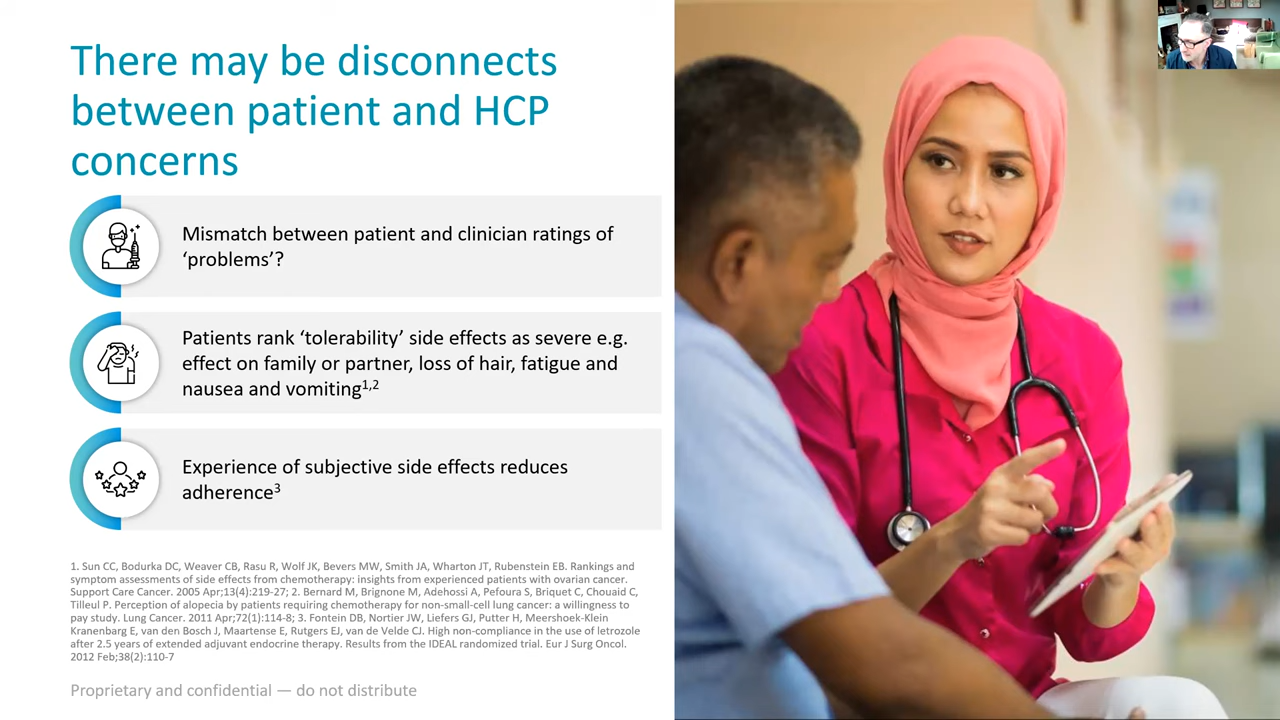 There may be disconnects
between patient and HCP
concerns
Mismatch between patient and clinician ratings of
‘problems’?
Patients rank ‘tolerability’ side effects as severe e.g.
effect on family or partner, loss of hair, fatigue and
nausea and vomiting1,2
Experience of subjective side effects reduces
adherence3
1. Sun CC, Bodurka DC, Weaver CB, Rasu R, Wolf JK, Bevers MW, Smith JA, Wharton JT, Rubenstein EB. Rankings and
symptom assessments of side effects from chemotherapy: insights from experienced patients with ovarian cancer.
Support Care Cancer. 2005 Apr;13(4):219-27; 2. Bernard M, Brignone M, Adehossi A, Pefoura S, Briquet C, Chouaid C,
Tilleul P. Perception of alopecia by patients requiring chemotherapy for non-small-cell lung cancer: a willingness to
pay study. Lung Cancer. 2011 Apr;72(1):114-8; 3. Fontein DB, Nortier JW, Liefers GJ, Putter H, Meershoek-Klein
Kranenbarg E, van den Bosch J, Maartense E, Rutgers EJ, van de Velde CJ. High non-compliance in the use of letrozole
after 2.5 years of extended adjuvant endocrine therapy. Results from the IDEAL randomized trial. Eur J Surg Oncol.
2012 Feb;38(2):110-7
Proprietary and confidential — do not distribute